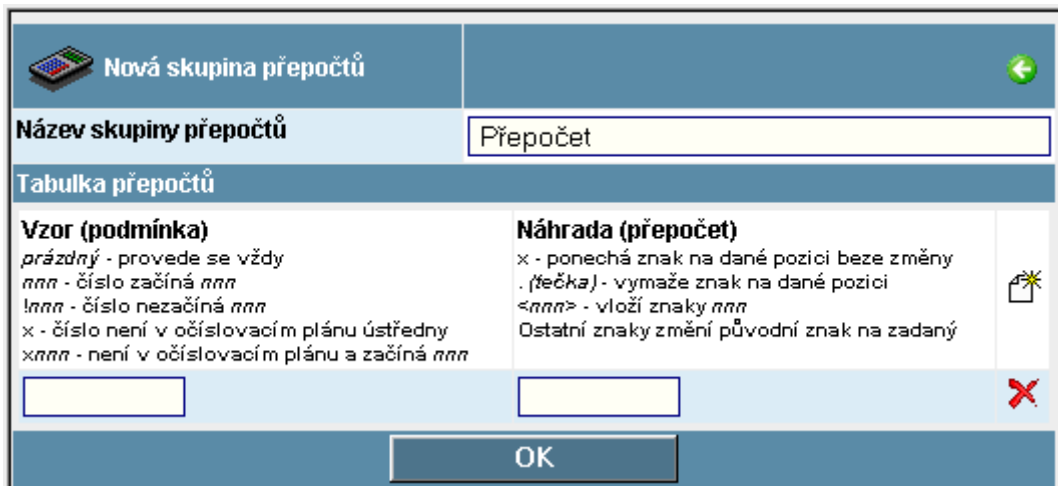 Nová skupina přepočtů
Název skupiny přepočtů
Přepočet
Tabulka přepočtů
Vzor (podmínka)
prázdný - provede se vždy
nnn - číslo začíná nnn
!nnn - číslo nezačíná nnn
x - číslo není v očíslovacím plánu ústředny
xnnn - není v očíslovacím plánu a začíná nnn
Náhrada (přepočet)
x - ponechá znak na dané pozici beze změny
. (tečka) - vymaže znak na dané pozici
<nnn> - vloží znaky nnn
Ostatní znaky změní původní znak na zadaný
OK